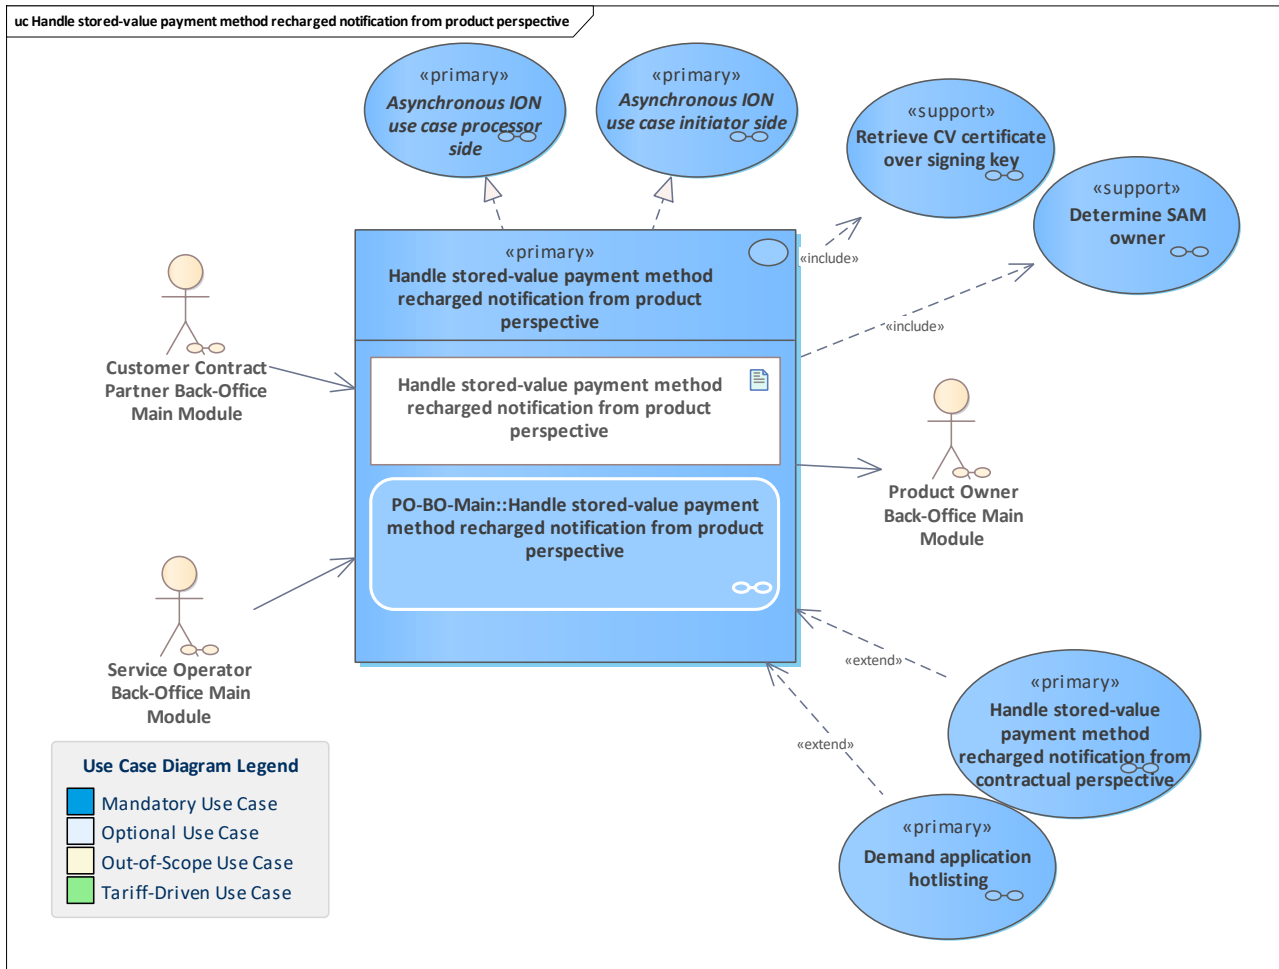 uc Handle stored-value payment method recharged notification from product perspective
«primary»
Asynchronous ION
use case processor
side
«primary»
Asynchronous ION
use case initiator side
«support»
Retrieve CV certificate
over signing key
«support»
Determine SAM
owner
«primary»
Handle stored-value payment method
recharged notification from product
perspective
«include»
«include»
Customer Contract
Partner Back-Office
Main Module
Handle stored-value payment method
recharged notification from product
perspective
PO-BO-Main::Handle stored-value payment
method recharged notification from product
perspective
Product Owner
Back-Office Main
Module
Service Operator
Back-Office Main
Module
«extend»
«extend»
«primary»
Handle stored-value
payment method
recharged notification from
contractual perspective
«primary»
Demand application
hotlisting
Use Case Diagram Legend
Mandatory Use Case
Optional Use Case
Out-of-Scope Use Case
Tariff-Driven Use Case